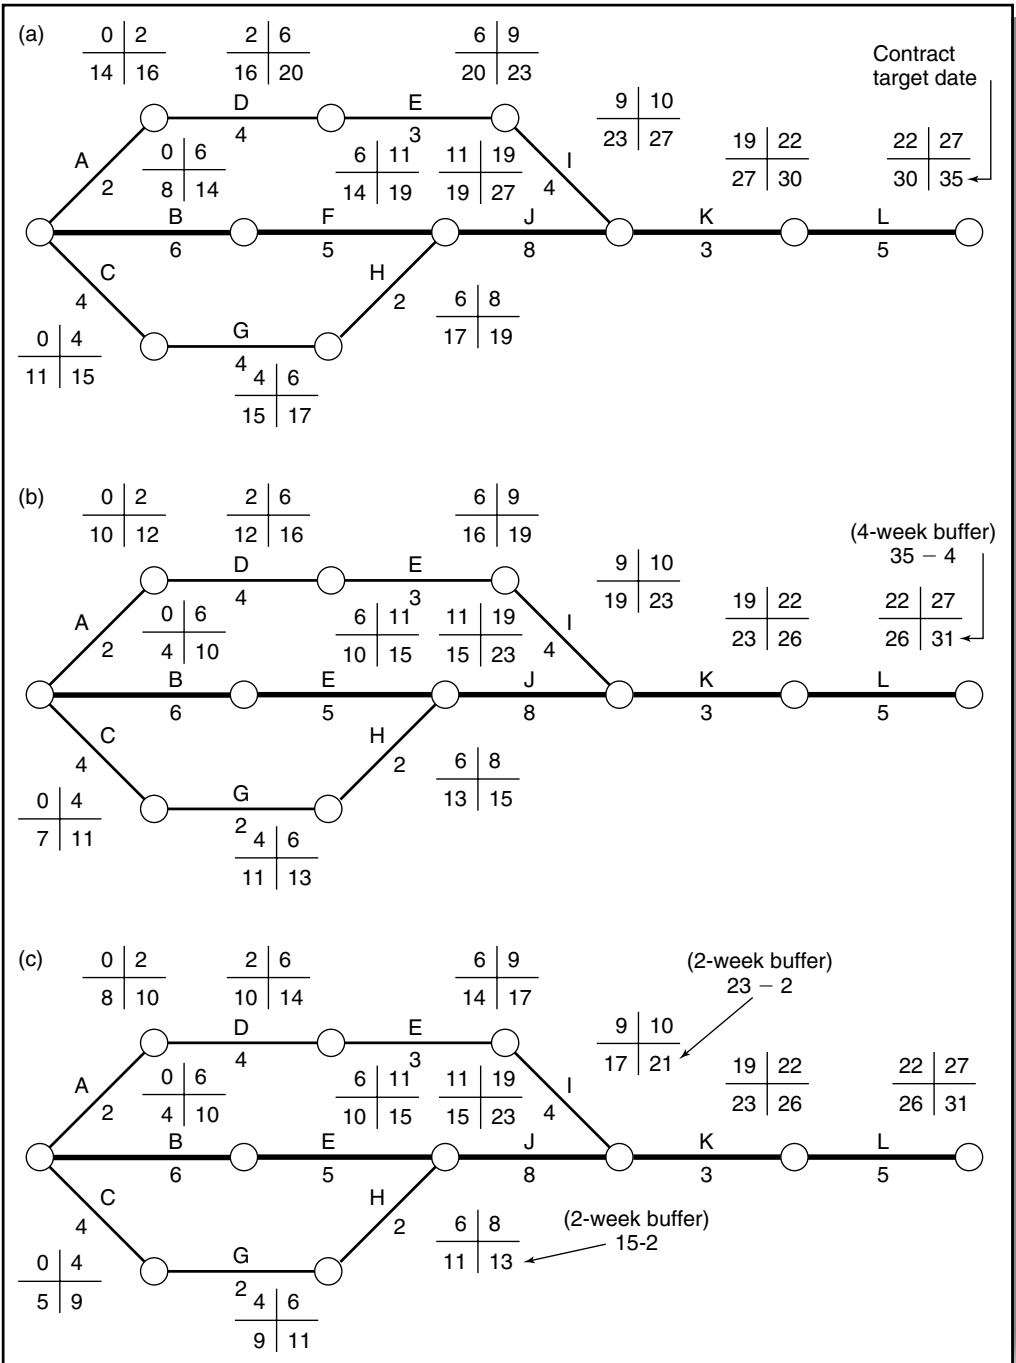 (a)
0 2
14 16
2 6
16 20
6 9
20 23
Contract
target date
D
4
E
3
9 10
23 27
A
2
0 6
8 14
6 11
14 19
11 19
19 27
I
4
19 22
27 30
22 27
30 35
B
6
F
5
J
8
K
3
L
5
C
4
H
2
0 4
11 15
G
4
4 6
15 17
6 8
17 19
(b)
0 2
10 12
2 6
12 16
6 9
16 19
(4-week buffer)
35 – 4
D
4
E
3
9 10
19 23
A
2
0 6
4 10
6 11
10 15
11 19
15 23
I
4
19 22
23 26
22 27
26 31
B
6
E
5
J
8
K
3
L
5
C
4
H
2
0 4
7 11
G
2
4 6
11 13
6 8
13 15
(c)
0 2
8 10
2 6
10 14
6 9
14 17
(2-week buffer)
23 – 2
D
4
E
3
9 10
17 21
A
2
0 6
4 10
6 11
10 15
11 19
15 23
I
4
19 22
23 26
22 27
26 31
B
6
E
5
J
8
K
3
L
5
C
4
H
2
0 4
5 9
G
2
4 6
9 11
6 8
11 13
(2-week buffer)
15-2